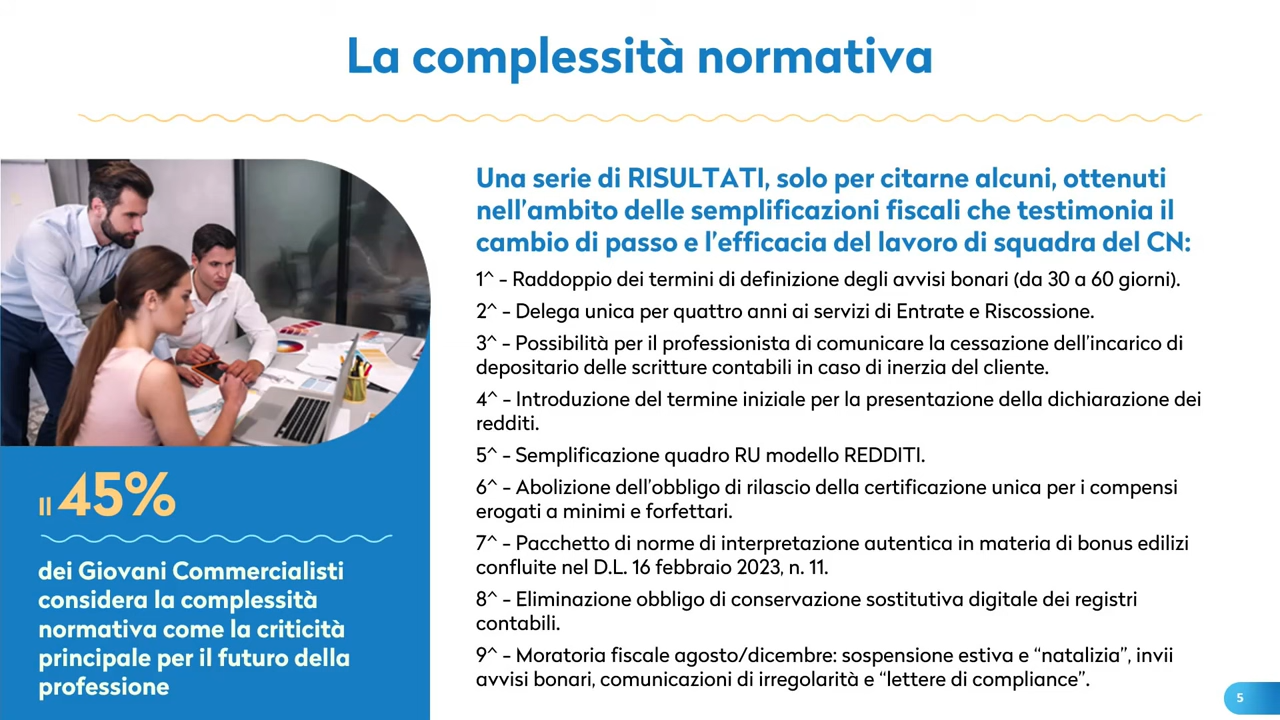 La complessità normativa
Una serie di RISULTATI, solo per citarne alcuni, ottenuti
nell'ambito delle semplificazioni fiscali che testimonia il
cambio di passo e l'efficacia del lavoro di squadra del CN:
1^ - Raddoppio dei termini di definizione degli avvisi bonari (da 30 a 60 giorni).
2^ - Delega unica per quattro anni ai servizi di Entrate e Riscossione.
3^ - Possibilità per il professionista di comunicare la cessazione dell'incarico di
depositario delle scritture contabili in caso di inerzia del cliente.
4^ - Introduzione del termine iniziale per la presentazione della dichiarazione dei
redditi.
5^ - Semplificazione quadro RU modello REDDITI.
6^ - Abolizione dell'obbligo di rilascio della certificazione unica per i compensi
erogati a minimi e forfettari.
7^ - Pacchetto di norme di interpretazione autentica in materia di bonus edilizi
confluite nel D.L. 16 febbraio 2023, n. 11.
8^ - Eliminazione obbligo di conservazione sostitutiva digitale dei registri
contabili.
9^ - Moratoria fiscale agosto/dicembre: sospensione estiva e “natalizia”, invii
avvisi bonari, comunicazioni di irregolarità e “lettere di compliance”.
Il 45%
dei Giovani Commercialisti
considera la complessità
normativa come la criticità
principale per il futuro della
professione
5